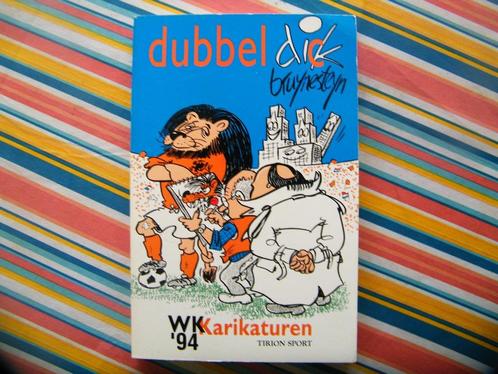 dubbel dick
bruynesteyn
WK Karikaturen
'94 TIRION SPORT